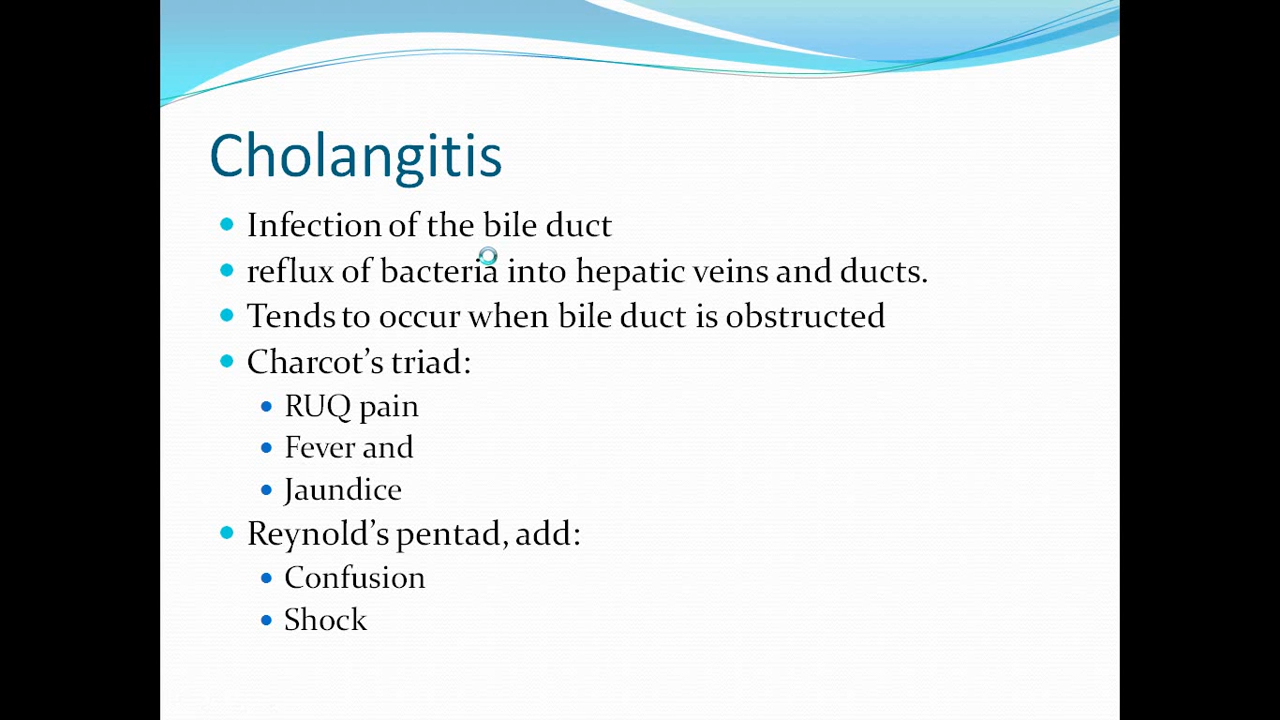 Cholangitis
Infection of the bile duct
reflux of bacteria into hepatic veins and ducts.
Tends to occur when bile duct is obstructed
Charcot’s triad:
RUQ pain
Fever and
Jaundice
Reynold’s pentad, add:
Confusion
Shock